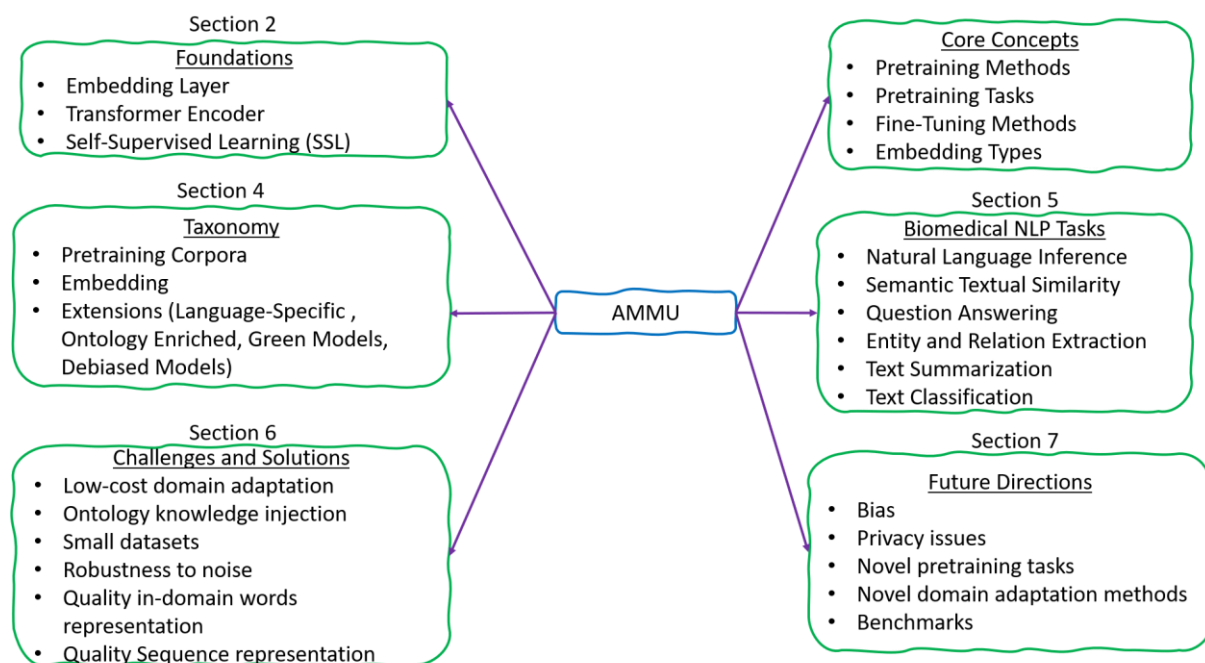 Section 2
Foundations
• Embedding Layer
• Transformer Encoder
• Self-Supervised Learning (SSL)
Section 4
Taxonomy
• Pretraining Corpora
• Embedding
• Extensions (Language-Specific ,
Ontology Enriched, Green Models,
Debiased Models)
Section 6
Challenges and Solutions
• Low-cost domain adaptation
• Ontology knowledge injection
• Small datasets
• Robustness to noise
• Quality in-domain words
representation
• Quality Sequence representation
AMMU
Core Concepts
• Pretraining Methods
• Pretraining Tasks
• Fine-Tuning Methods
• Embedding Types
Section 5
Biomedical NLP Tasks
• Natural Language Inference
• Semantic Textual Similarity
• Question Answering
• Entity and Relation Extraction
• Text Summarization
• Text Classification
Section 7
Future Directions
• Bias
• Privacy issues
• Novel pretraining tasks
• Novel domain adaptation methods
• Benchmarks